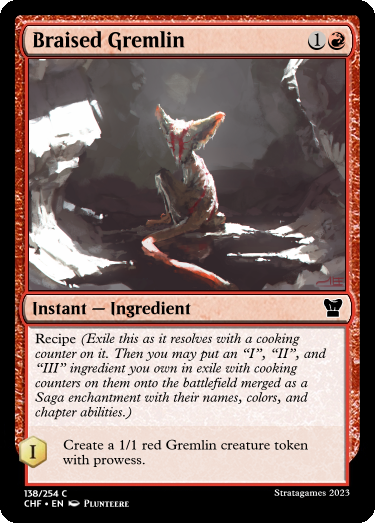 Braised Gremlin 1
Instant — Ingredient
Recipe (Exile this as it resolves with a cooking
counter on it. Then you may put an “I”, “II”, and
“III” ingredient you own in exile with cooking
counters on them onto the battlefield merged as a
Saga enchantment with their names, colors, and
chapter abilities.)
I Create a 1/1 red Gremlin creature token
with prowess.
138/254 C Stratagames 2023
CHF • EN Plunteere